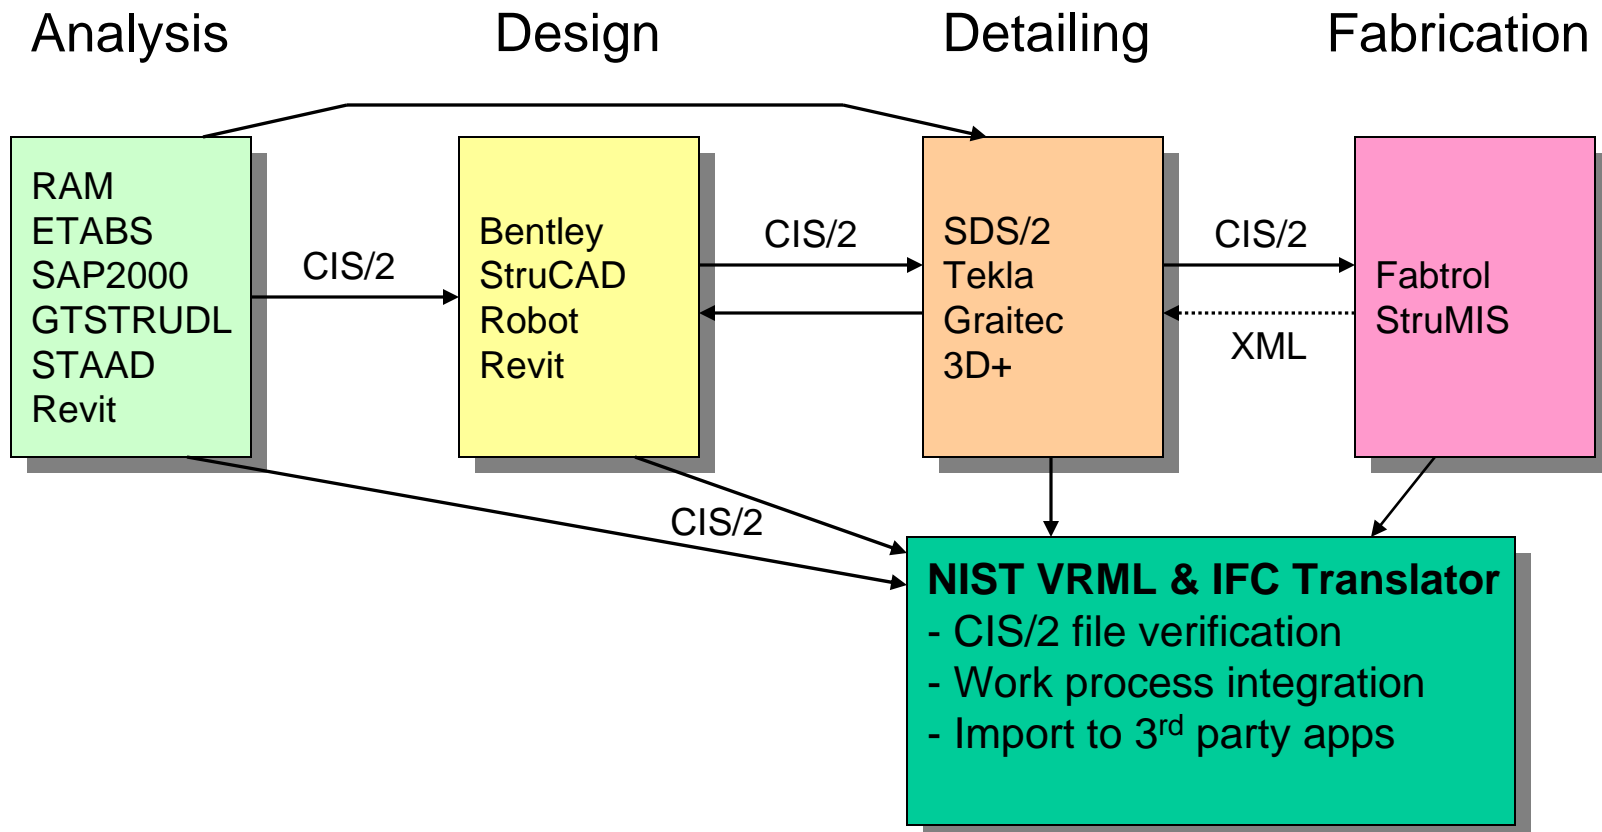 Analysis
Design
Detailing
Fabrication
RAM
ETABS
SAP2000
GTSTRUDL
STAAD
Revit
CIS/2
Bentley
StruCAD
Robot
Revit
CIS/2
SDS/2
Tekla
Graitec
3D+
CIS/2
XML
Fabtrol
StruMIS
CIS/2
NIST VRML & IFC Translator
- CIS/2 file verification
- Work process integration
- Import to 3rd party apps